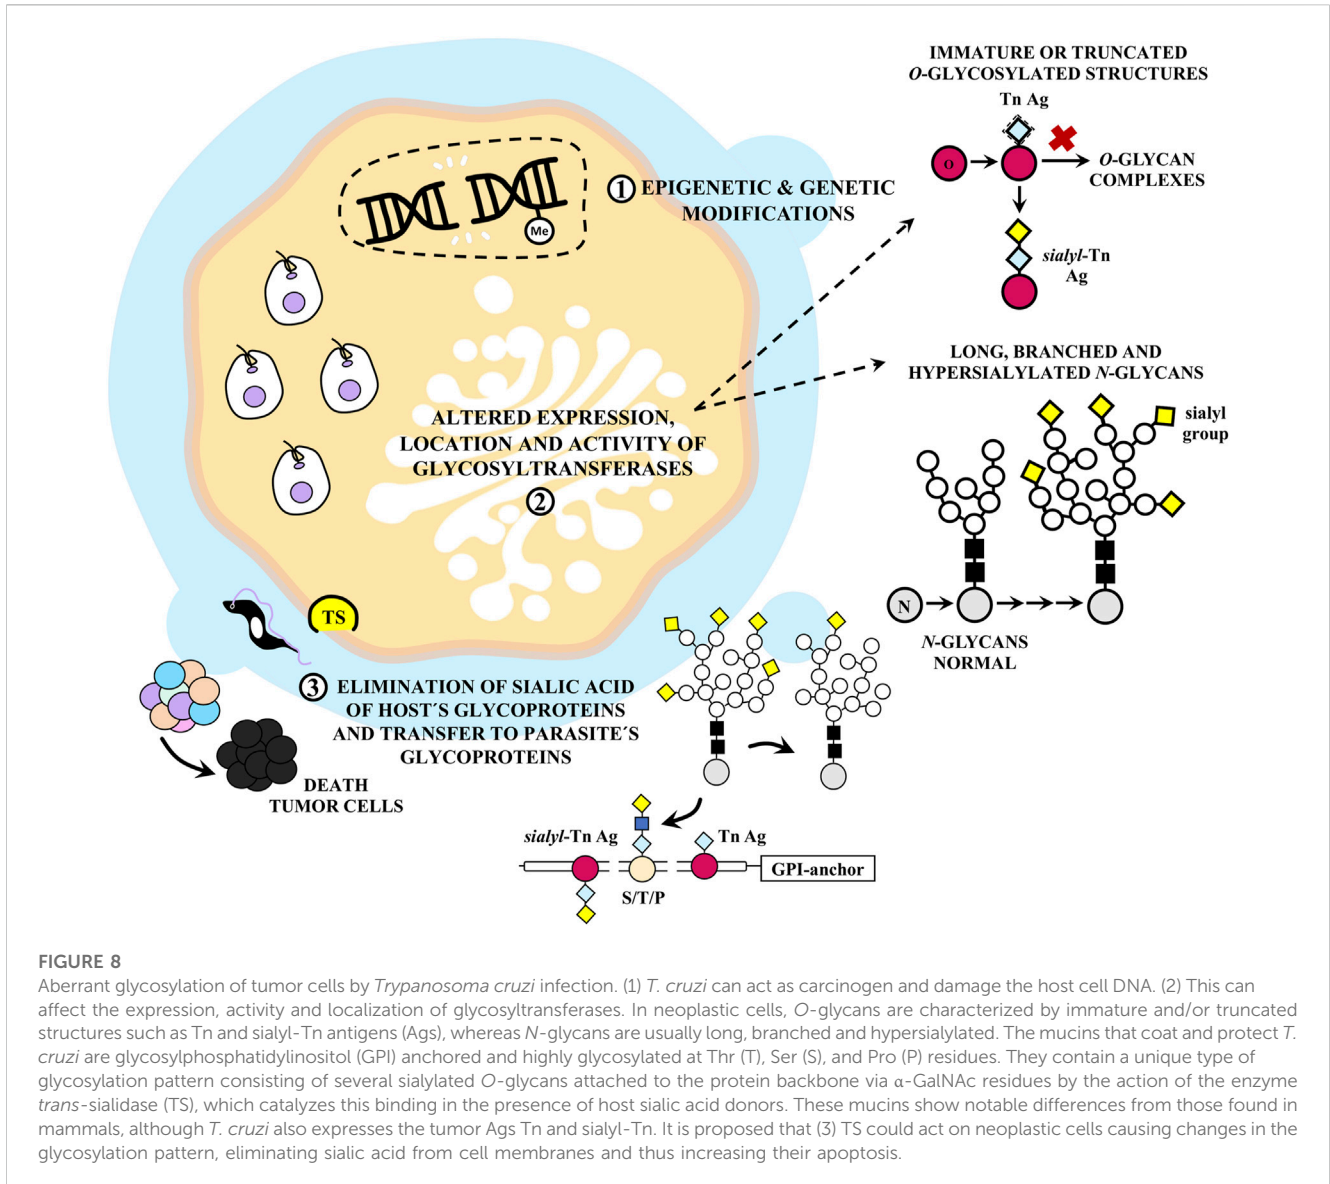 IMMATURE OR TRUNCATED
O-GLYCOSYLATED STRUCTURES
Tn Ag
O
O-GLYCAN
COMPLEXES
sialyl-Tn
Ag
1 EPIGENETIC & GENETIC
MODIFICATIONS
Me
LONG, BRANCHED AND
HYPERSIALYLATED N-GLYCANS
sialyl
group
ALTERED EXPRESSION,
LOCATION AND ACTIVITY OF
GLYCOSYLTRANSFERASES
2
N
N-GLYCANS
NORMAL
TS
3 ELIMINATION OF SIALIC ACID
OF HOST´S GLYCOPROTEINS
AND TRANSFER TO PARASITE´S
GLYCOPROTEINS
DEATH
TUMOR CELLS
sialyl-Tn Ag
Tn Ag
S/T/P
GPI-anchor
FIGURE 8
Aberrant glycosylation of tumor cells by Trypanosoma cruzi infection. (1) T. cruzi can act as carcinogen and damage the host cell DNA. (2) This can
affect the expression, activity and localization of glycosyltransferases. In neoplastic cells, O-glycans are characterized by immature and/or truncated
structures such as Tn and sialyl-Tn antigens (Ags), whereas N-glycans are usually long, branched and hypersialylated. The mucins that coat and protect T.
cruzi are glycosylphosphatidylinositol (GPI) anchored and highly glycosylated at Thr (T), Ser (S), and Pro (P) residues. They contain a unique type of
glycosylation pattern consisting of several sialylated O-glycans attached to the protein backbone via α-GalNAc residues by the action of the enzyme
trans-sialidase (TS), which catalyzes this binding in the presence of host sialic acid donors. These mucins show notable differences from those found in
mammals, although T. cruzi also expresses the tumor Ags Tn and sialyl-Tn. It is proposed that (3) TS could act on neoplastic cells causing changes in the
glycosylation pattern, eliminating sialic acid from cell membranes and thus increasing their apoptosis.